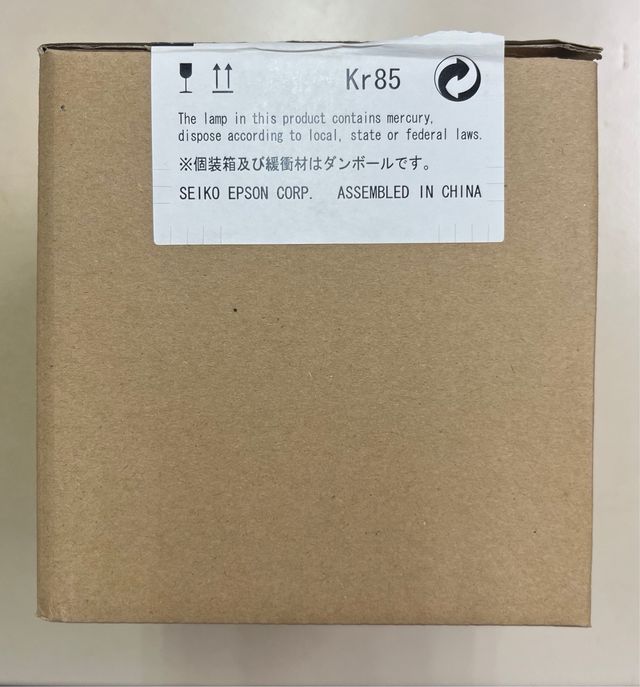 Kr85
The lamp in this product contains mercury,
dispose according to local, state or federal laws.
※個装箱及び緩衝材はダンボールです。
SEIKO EPSON CORP. ASSEMBLED IN CHINA